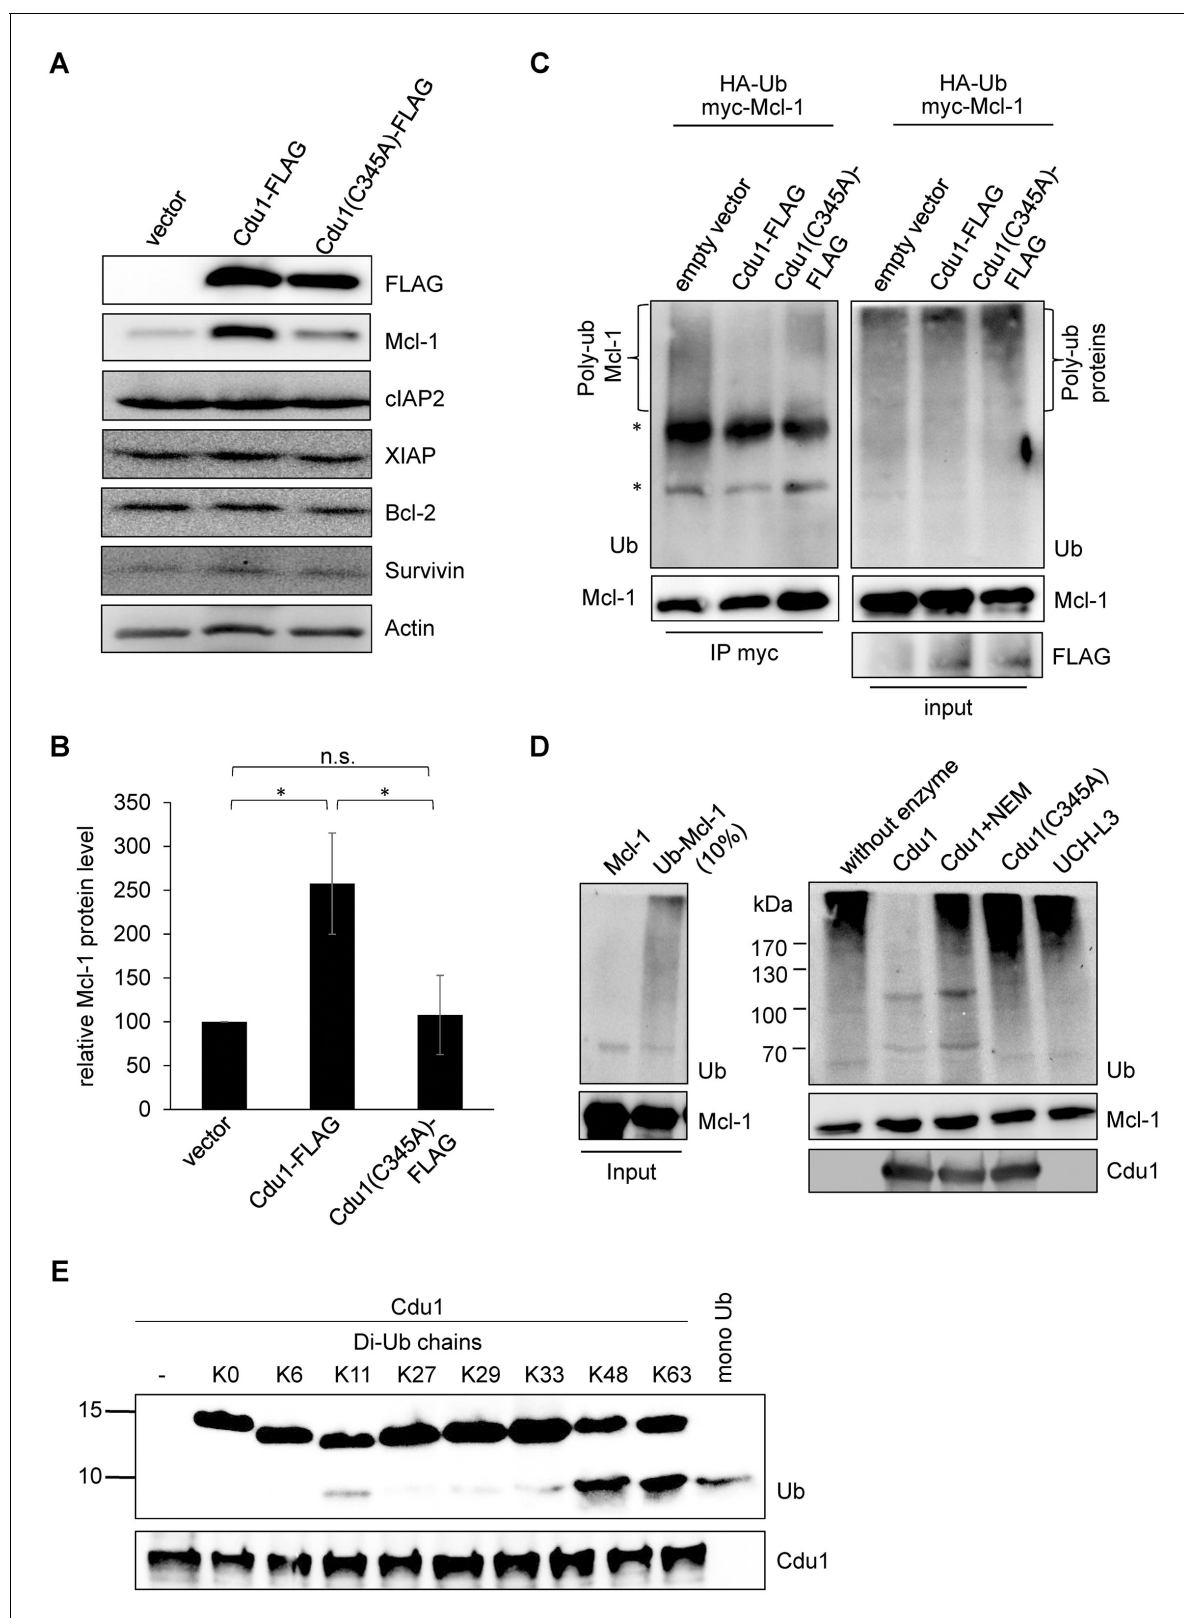 A
vector
Cdu1-FLAG
Cdu1(C345A)-FLAG
FLAG
Mcl-1
cIAP2
XIAP
Bcl-2
Survivin
Actin
C
HA-Ub
myc-Mcl-1
HA-Ub
myc-Mcl-1
empty vector
Cdu1-FLAG
Cdu1(C345A)-
FLAG
empty vector
Cdu1-FLAG
Cdu1(C345A)-
FLAG
Poly-ub
Mcl-1
*
*
Ub
Poly-ub
proteins
Ub
Mcl-1
Mcl-1
FLAG
IP myc
input
B
n.s.
*
*
relative Mcl-1 protein level
350
300
250
200
150
100
50
0
vector
Cdu1-FLAG
Cdu1(C345A)-
FLAG
D
Mcl-1
Ub-Mcl-1
(10%)
Ub
Mcl-1
Input
without enzyme
Cdu1
Cdu1+NEM
Cdu1(C345A)
UCH-L3
kDa
170
130
100
70
Ub
Mcl-1
Cdu1
E
Cdu1
Di-Ub chains
mono Ub
- K0 K6 K11 K27 K29 K33 K48 K63
15
10
Ub
Cdu1